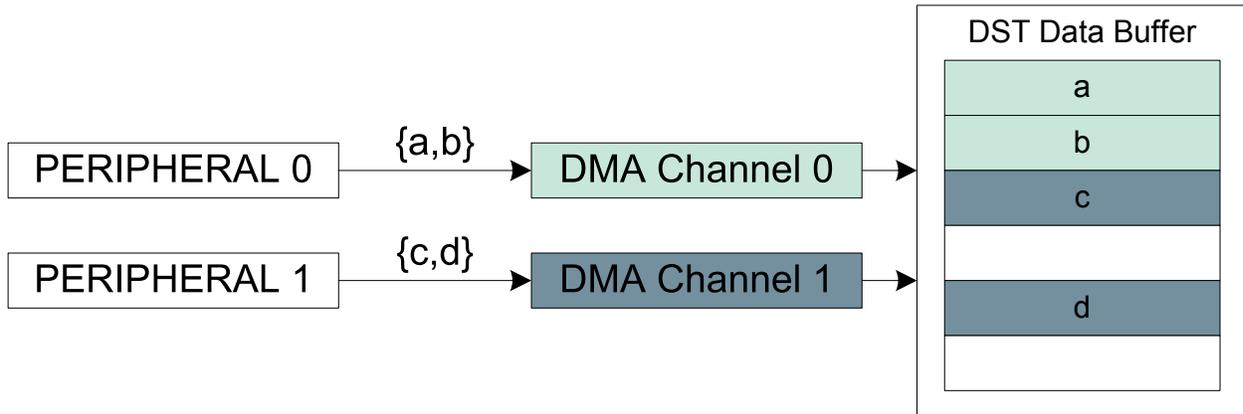 DST Data Buffer
a
{a,b}
b
PERIPHERAL 0
DMA Channel 0
c
{c,d}
PERIPHERAL 1
DMA Channel 1
d